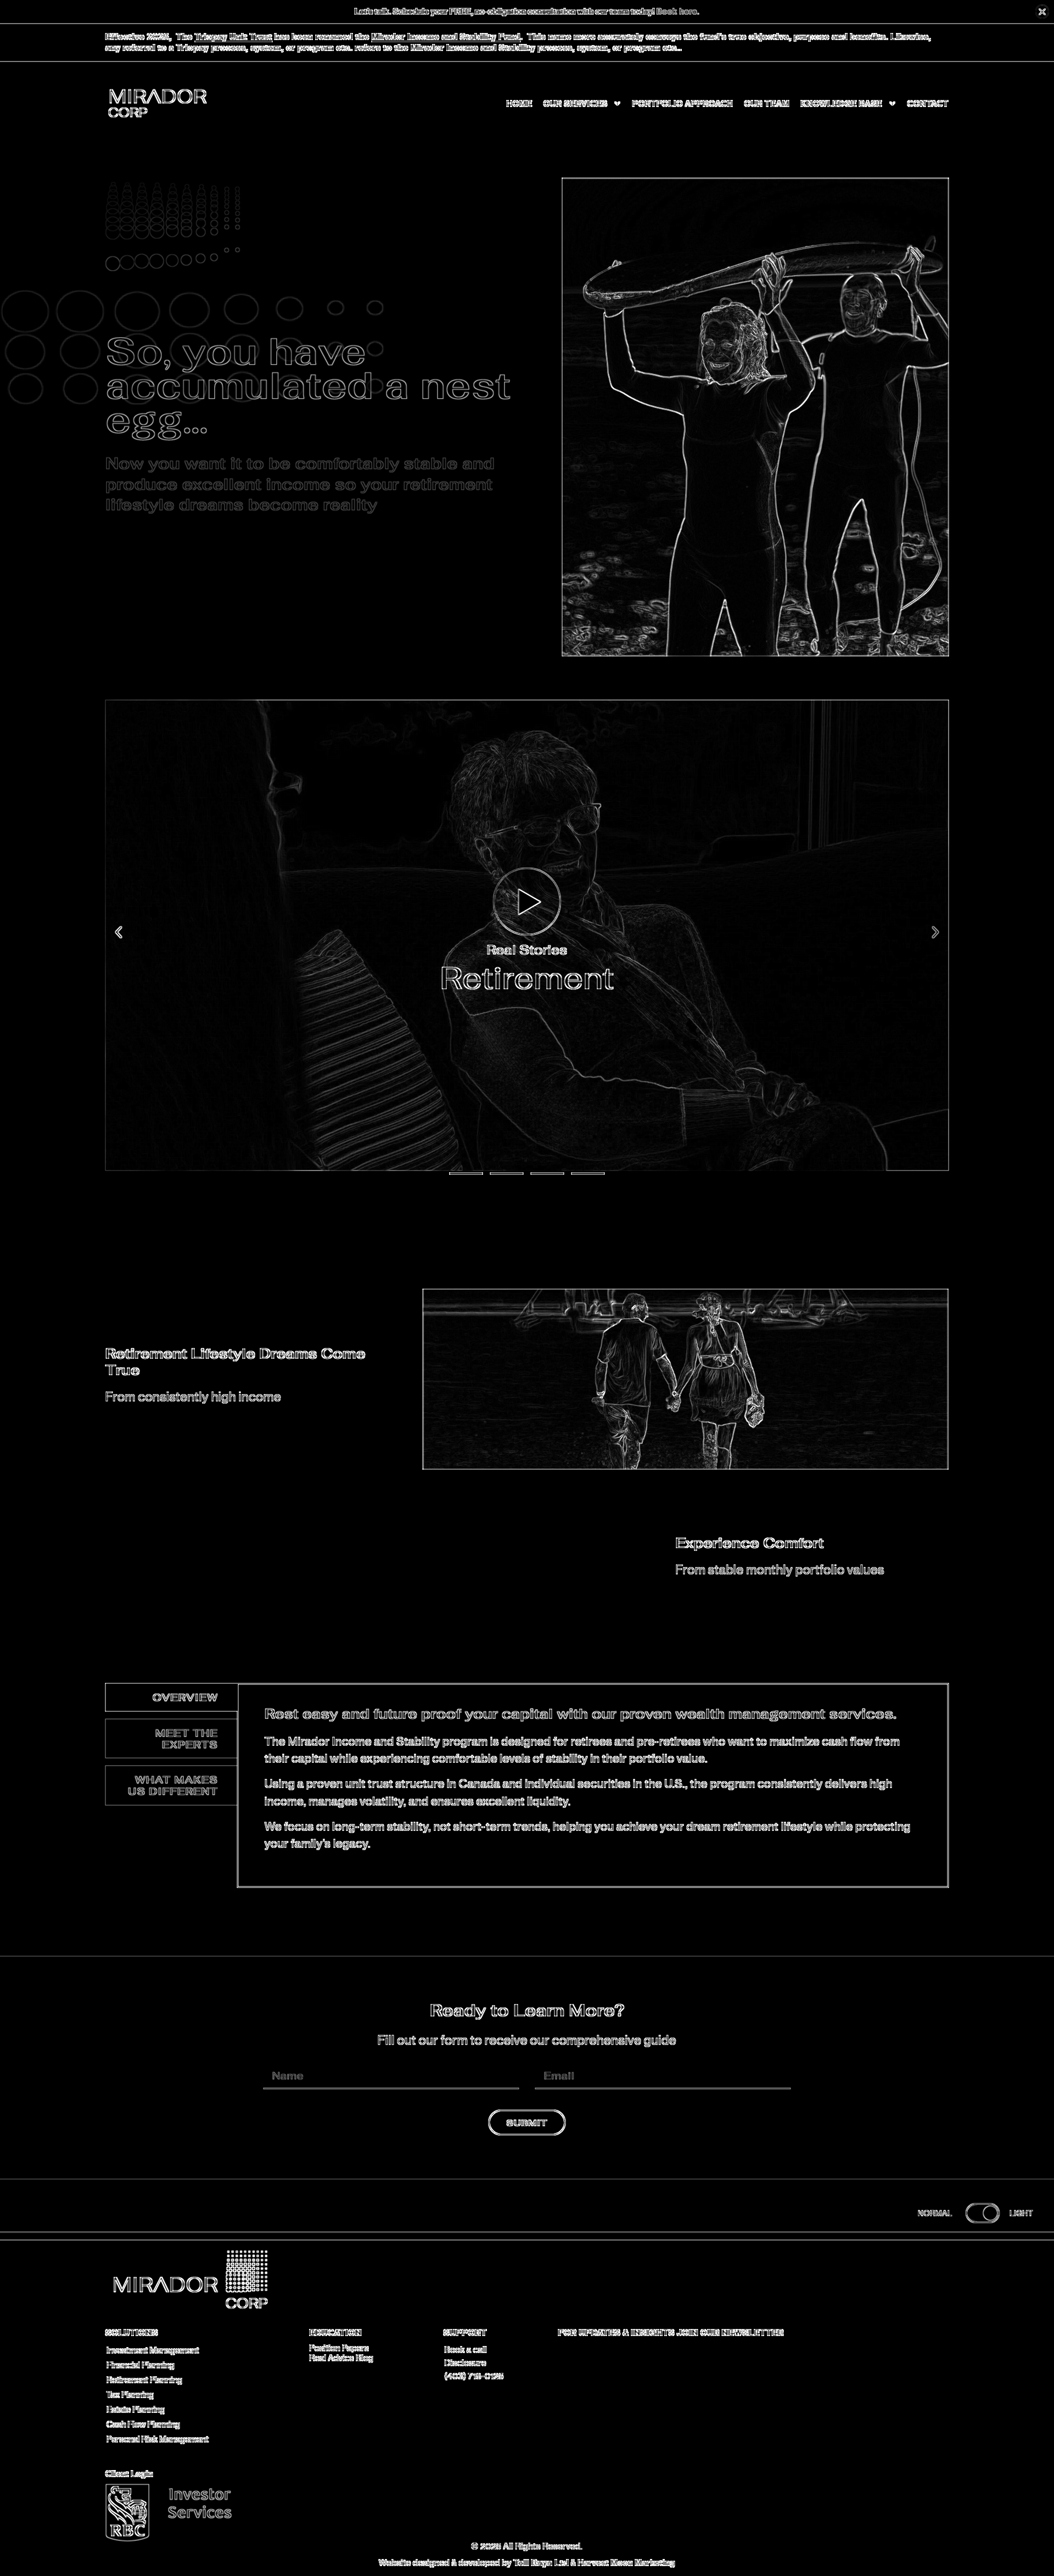 Let's talk. Schedule your FREE, no-obligation consultation with our team today! Book here.
Effective 2025, The Tricycy Unit Trust has been renamed the Mirador Income and Stability Fund. This name more accurately conveys the fund's true objective, purpose and benefits. Likewise,
any referral to a process, system, or program etc. refers to the Mirador Income and Stability process, system, or program etc...
MIRADOR
CORP
HOME OUR SERVICES PORTFOLIO APPROACH OUR TEAM KNOWLEDGE BASE CONTACT
So, you have
accumulated a nest
egg...
Now you want it to be comfortably stable and
produce excellent income so your retirement
lifestyle dreams become reality
Real Stories
Retirement
Retirement Lifestyle Dreams Come
True
From consistently high income
Experience Comfort
From stable monthly portfolio values
OVERVIEW
MEET THE
EXPERTS
WHAT MAKES
US DIFFERENT
Rest easy and future proof your capital with our proven wealth management services.
The Mirador Income and Stability program is designed for retirees and pre-retirees who want to maximize cash flow from
their capital while experiencing comfortable levels of stability in their portfolio value.
Using a proven unit trust structure in Canada and individual securities in the U.S., the program consistently delivers high
income, manages volatility, and ensures excellent liquidity.
We focus on long-term stability, not short-term trends, helping you achieve your dream retirement lifestyle while protecting
your family's legacy.
Ready to Learn More?
Fill out our form to receive our comprehensive guide
Name Email
SUBMIT
NORMAL LIGHT
MIRADOR
CORP
SOLUTIONS
Investment Management
Financial Planning
Retirement Planning
Tax Planning
Estate Planning
Cash Flow Planning
Personal Risk Management
EDUCATION
Position Papers
Real Advice Blog
SUPPORT
Book a call
Disclosure
FOR UPDATES & INSIGHTS JOIN OUR NEWSLETTER
Client Login
RBC
Investor
Services
© 2025 All Rights Reserved.
Website designed & developed by Tall Guys Ltd & Harvest Moon Marketing